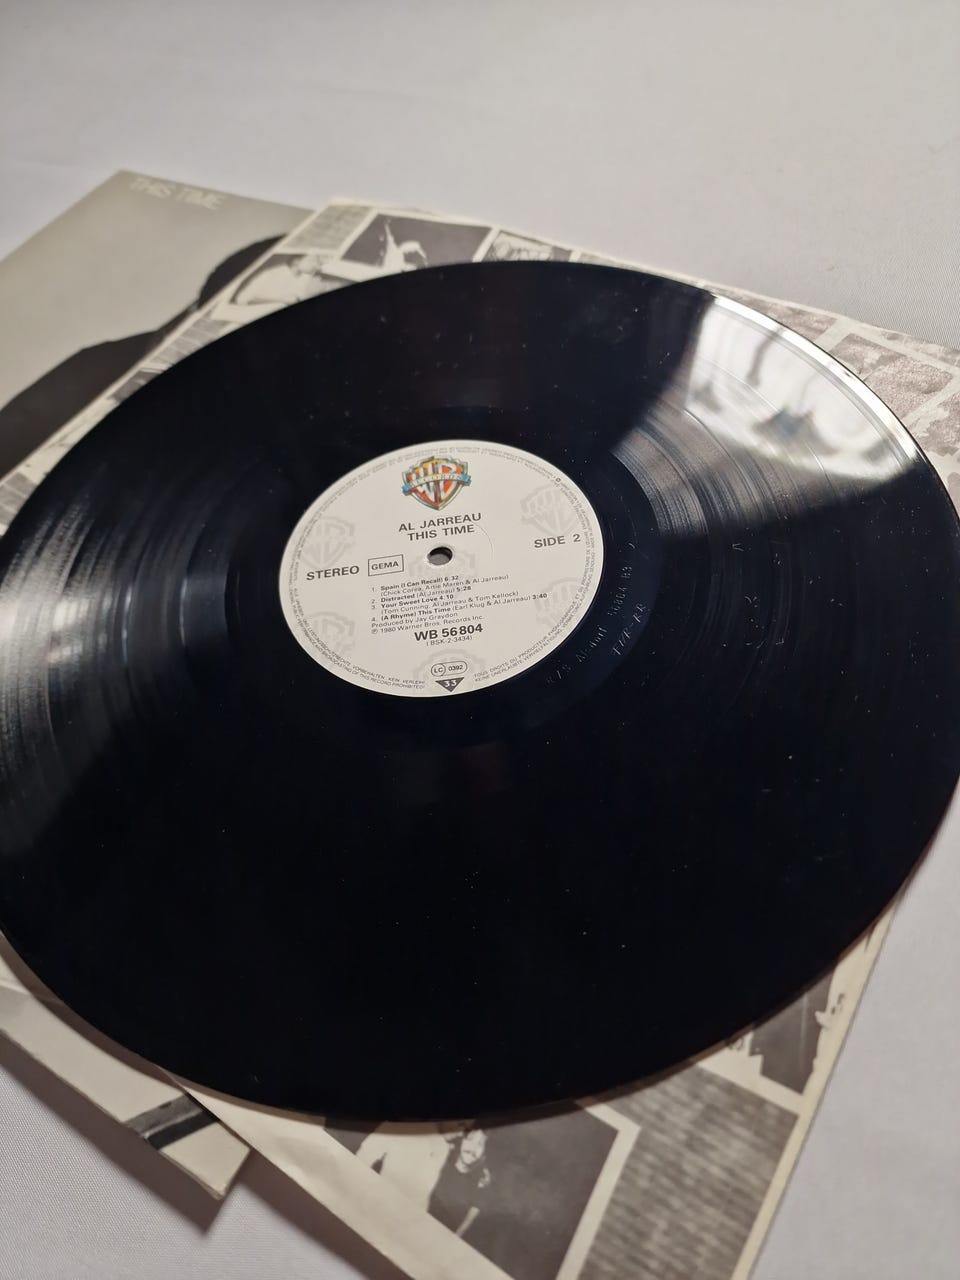 THIS TIME
WB
RECORDS
AL JARREAU
THIS TIME
STEREO
GEMA
SIDE 2
1. Spain (I Can Recall) 6:32
(Chick Corea, Artie Maren & Al Jarreau)
2. Distracted (Al Jarreau) 5:28
3. Your Sweet Love 4:10
(Tom Cunning, Al Jarreau & Tom Kellock)
4. (A Rhyme) This Time (Earl Klug & Al Jarreau) 3:40
Produced by Jay Graydon
℗ 1980 Warner Bros. Records Inc.
WB 56804
(BSK-2-3434)
LC 0392
33